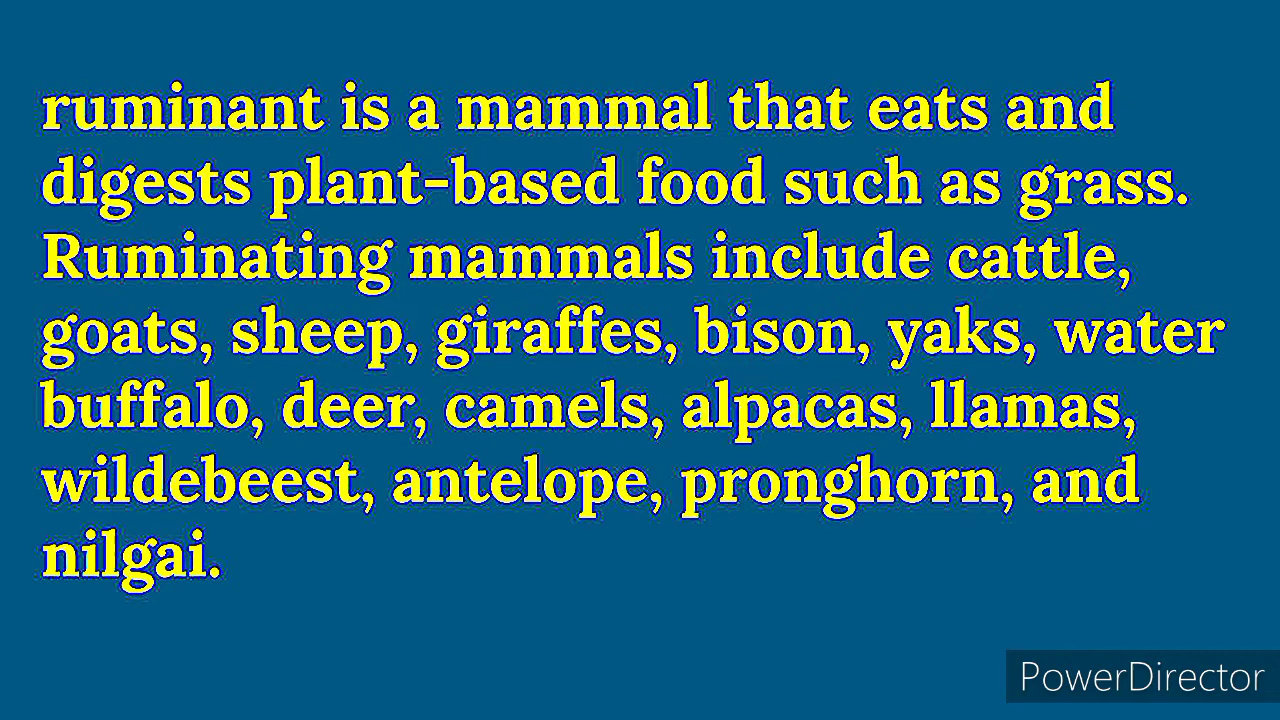 ruminant is a mammal that eats and
digests plant-based food such as grass.
Ruminating mammals include cattle,
goats, sheep, giraffes, bison, yaks, water
buffalo, deer, camels, alpacas, llamas,
wildebeest, antelope, pronghorn, and
nilgai.
PowerDirector